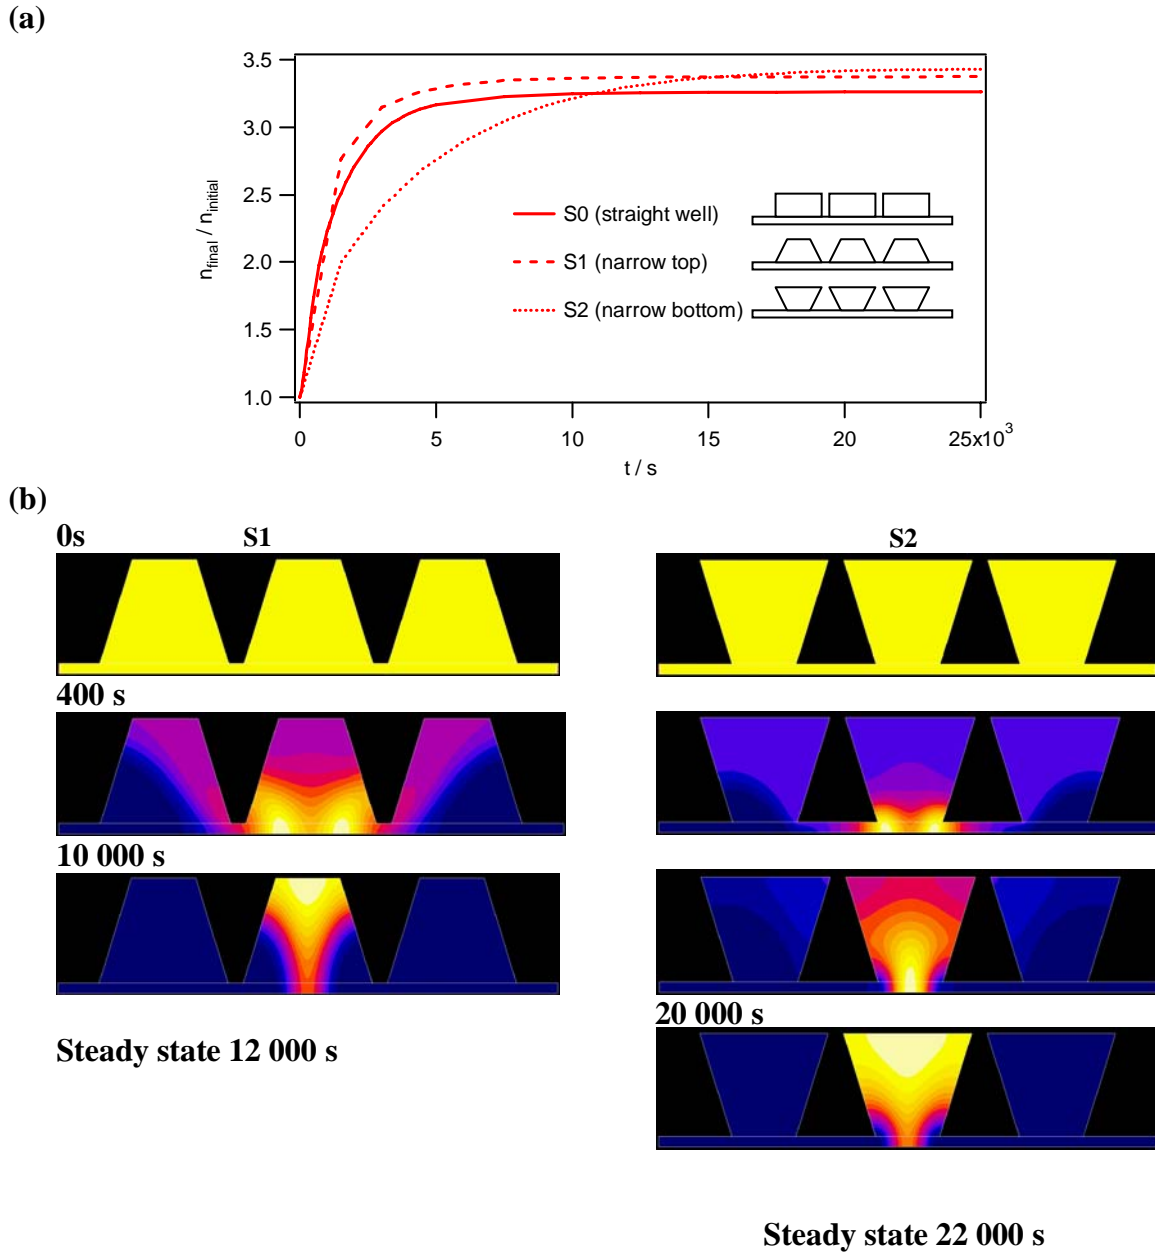 (a)
3.5
3.0
2.5
2.0
1.5
1.0
n_final / n_initial
S0 (straight well)
S1 (narrow top)
S2 (narrow bottom)
0 5 10 15 20 25x10³
t / s
(b)
0s S1 S2
400 s
10 000 s
20 000 s
Steady state 12 000 s
Steady state 22 000 s